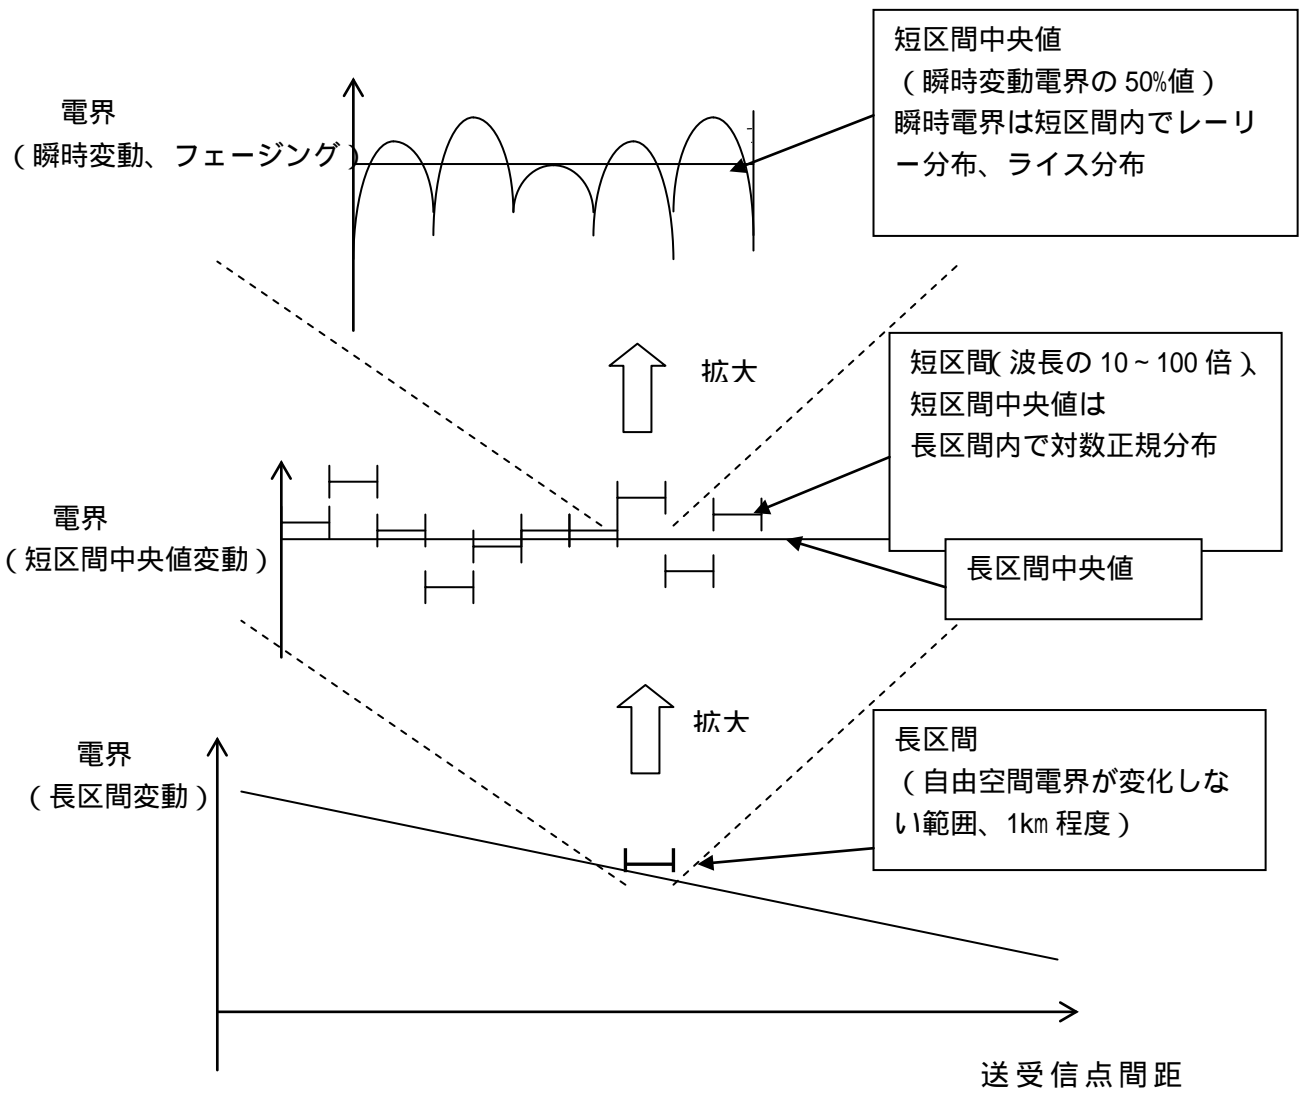 短区間中央値
（瞬時変動電界の 50%値）
瞬時電界は短区間内でレーリ
ー分布、ライス分布
電界
（瞬時変動、フェージング）
拡大
短区間（波長の 10～100 倍）、
短区間中央値は
長区間内で対数正規分布
電界
（短区間中央値変動）
長区間中央値
拡大
長区間
（自由空間電界が変化しな
い範囲、1km 程度）
電界
（長区間変動）
送受信点間距